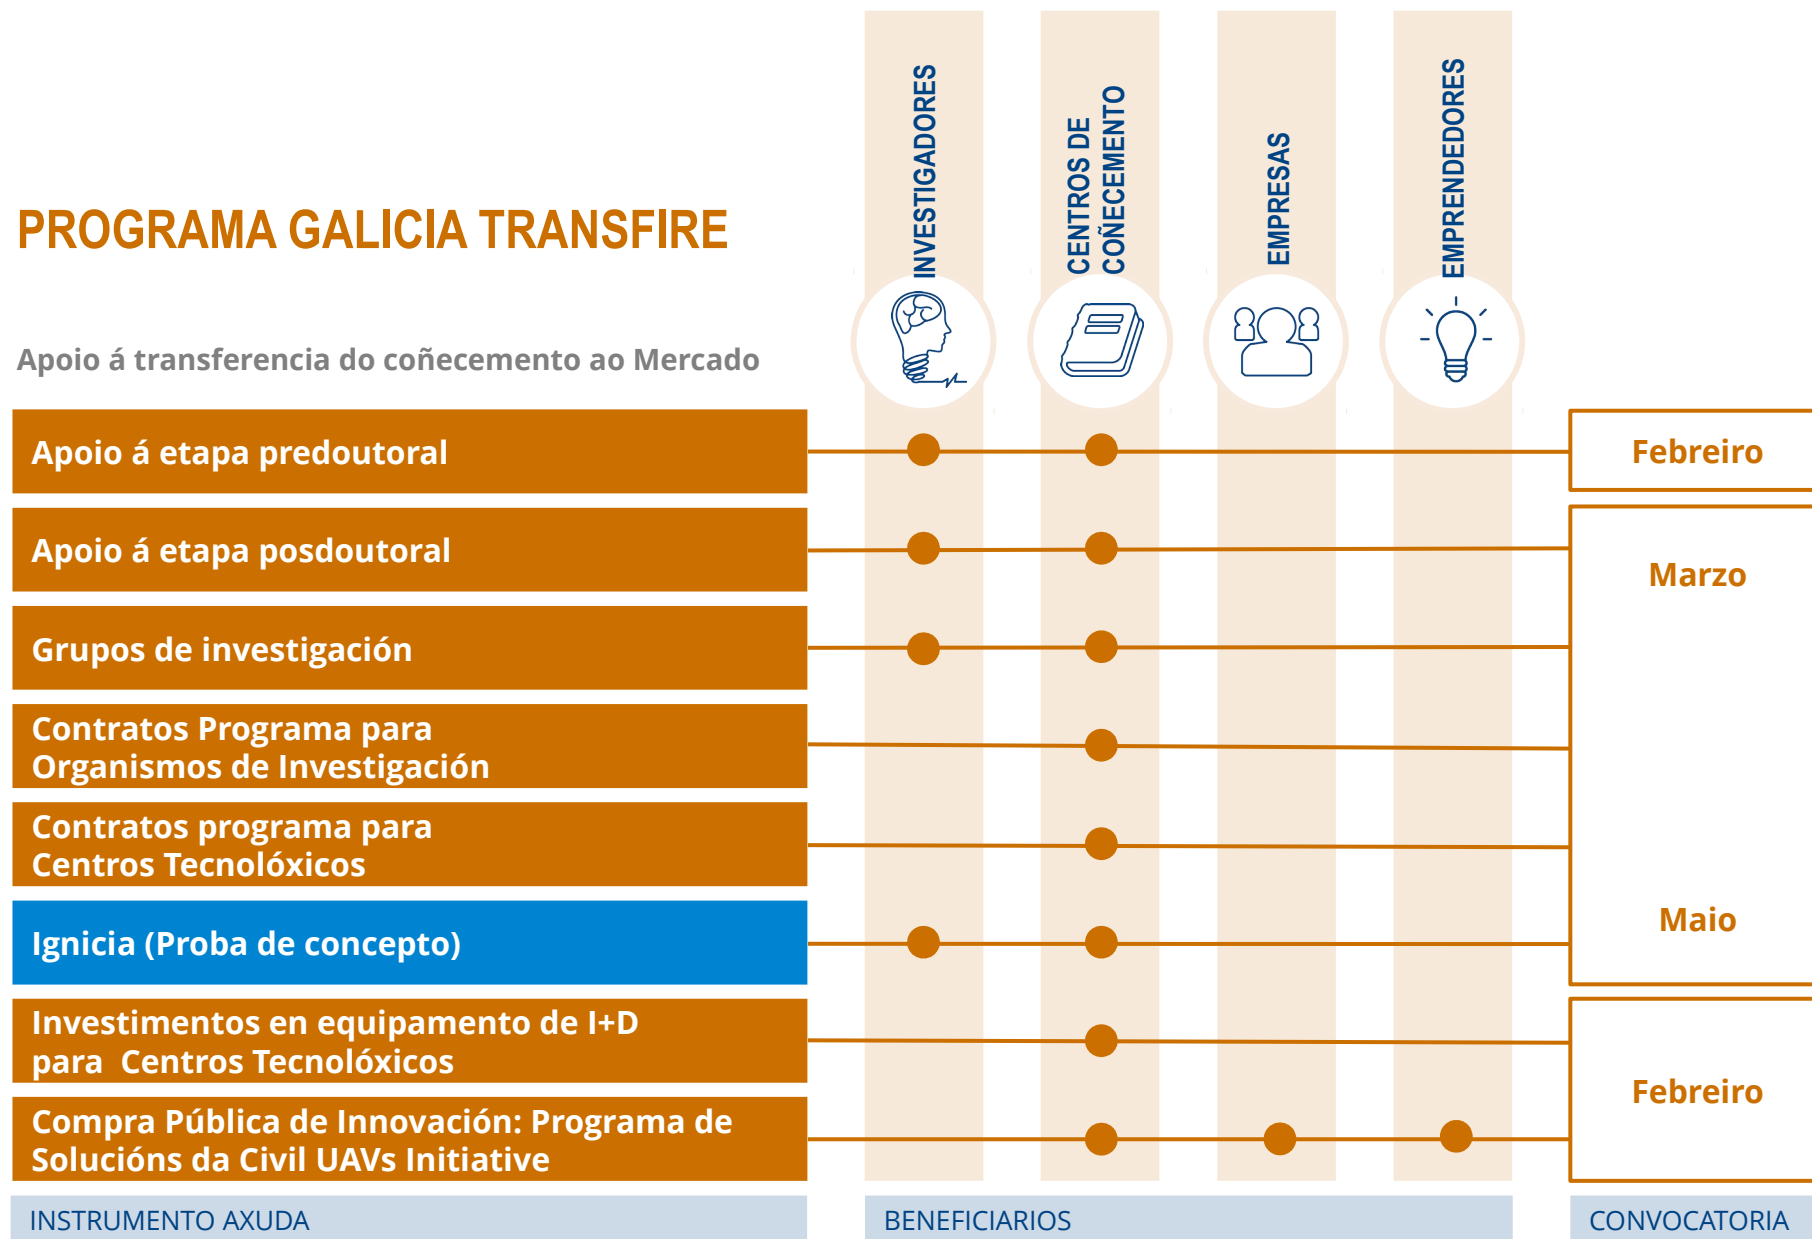 INVESTIGADORES
CENTROS DE
COÑECEMENTO
EMPRESAS
EMPRENDEDORES
PROGRAMA GALICIA TRANSFIRE
Apoio á transferencia do coñecemento ao Mercado
Apoio á etapa predoutoral
Febreiro
Apoio á etapa posdoutoral
Marzo
Grupos de investigación
Contratos Programa para
Organismos de Investigación
Contratos programa para
Centros Tecnolóxicos
Ignicia (Proba de concepto)
Maio
Investimentos en equipamento de I+D
para  Centros Tecnolóxicos
Febreiro
Compra Pública de Innovación: Programa de
Solucións da Civil UAVs Initiative
INSTRUMENTO AXUDA
BENEFICIARIOS
CONVOCATORIA